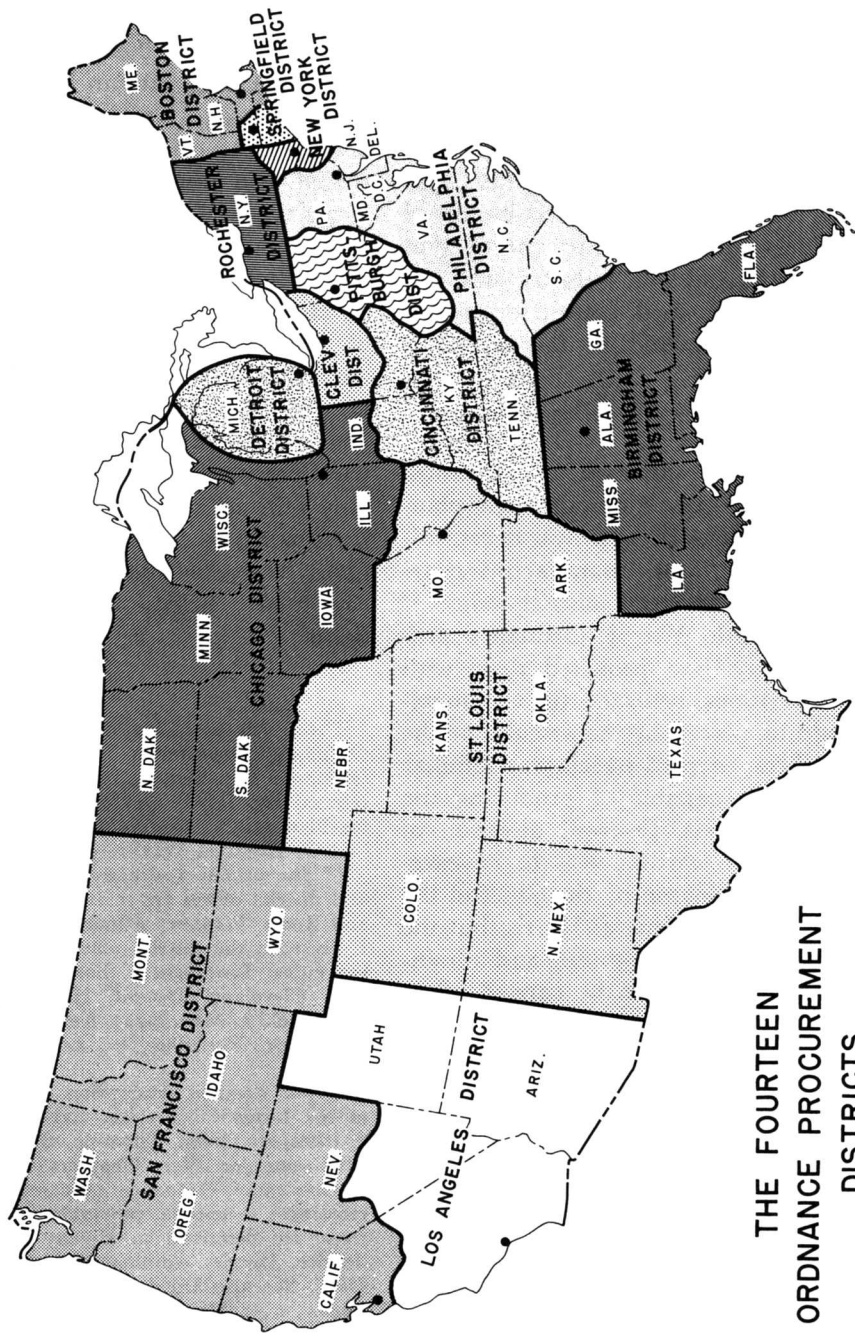 WASH.
MONT.
N. DAK.
MINN.
WISC.
MICH.
ME.
VT.
N.H.
BOSTON
DISTRICT
SPRINGFIELD
DISTRICT
NEW YORK
DISTRICT
ROCHESTER
N.Y.
DISTRICT
SAN FRANCISCO DISTRICT
OREG.
IDAHO
WYO.
S. DAK.
CHICAGO DISTRICT
IOWA
ILL.
IND.
DETROIT
DISTRICT
CLEV
DIST
PITTS-
BURGH
DIST
PA.
N.J.
DEL.
MD.
D.C.
VA.
PHILADELPHIA
DISTRICT
N.C.
S.C.
CALIF.
NEV.
UTAH
COLO.
NEBR.
KANS.
MO.
CINCINNATI
KY
DISTRICT
TENN
LOS ANGELES
DISTRICT
ARIZ.
N. MEX.
ST LOUIS
DISTRICT
OKLA.
ARK.
TEXAS
LA.
MISS.
ALA.
GA.
FLA.
BIRMINGHAM
DISTRICT
THE FOURTEEN
ORDNANCE PROCUREMENT
DISTRICTS